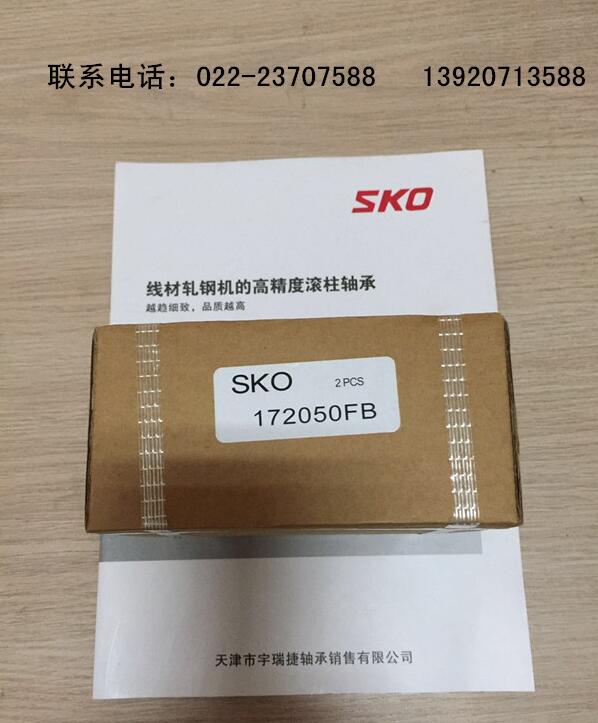 联系电话：022-23707588 13920713588
SKO
线材轧钢机的高精度滚柱轴承
越趋细致，品质越高
SKO 2PCS
172050FB
天津市宇瑞捷轴承销售有限公司